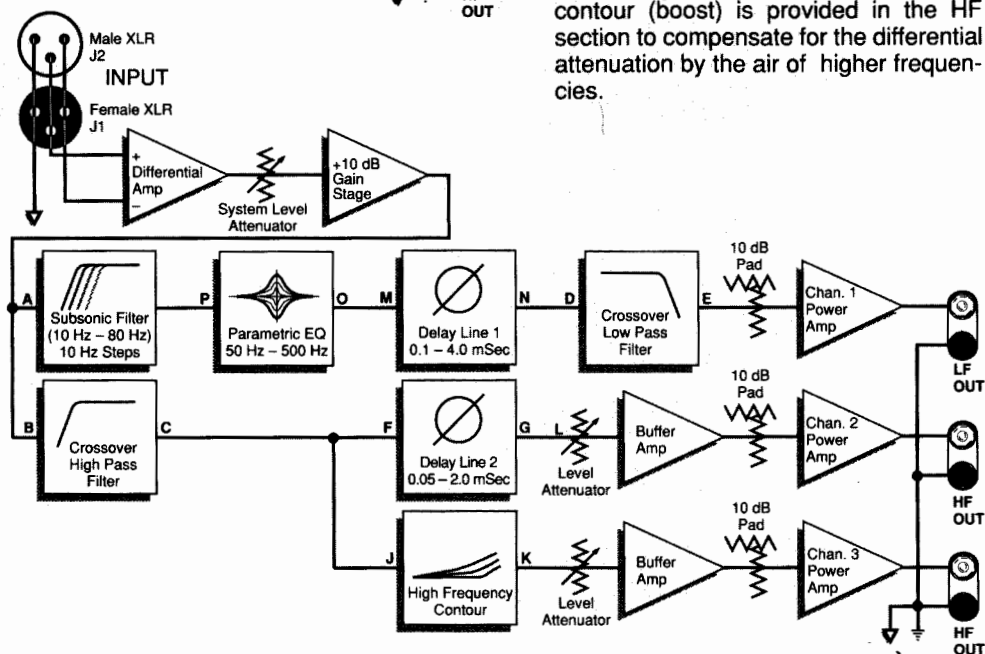 OUT
contour (boost) is provided in the HF
section to compensate for the differential
attenuation by the air of higher frequen-
cies.
Male XLR
J2
INPUT
Female XLR
J1
+
Differential
Amp
–
System Level
Attenuator
+10 dB
Gain
Stage
A
Subsonic Filter
(10 Hz – 80 Hz)
10 Hz Steps
P
Parametric EQ
50 Hz – 500 Hz
O
M
Delay Line 1
0.1 – 4.0 mSec
N
D
Crossover
Low Pass
Filter
E
10 dB
Pad
Chan. 1
Power
Amp
LF
OUT
B
Crossover
High Pass
Filter
C
F
Delay Line 2
0.05 – 2.0 mSec
G
L
Level
Attenuator
Buffer
Amp
10 dB
Pad
Chan. 2
Power
Amp
HF
OUT
J
High Frequency
Contour
K
Level
Attenuator
Buffer
Amp
10 dB
Pad
Chan. 3
Power
Amp
HF
OUT